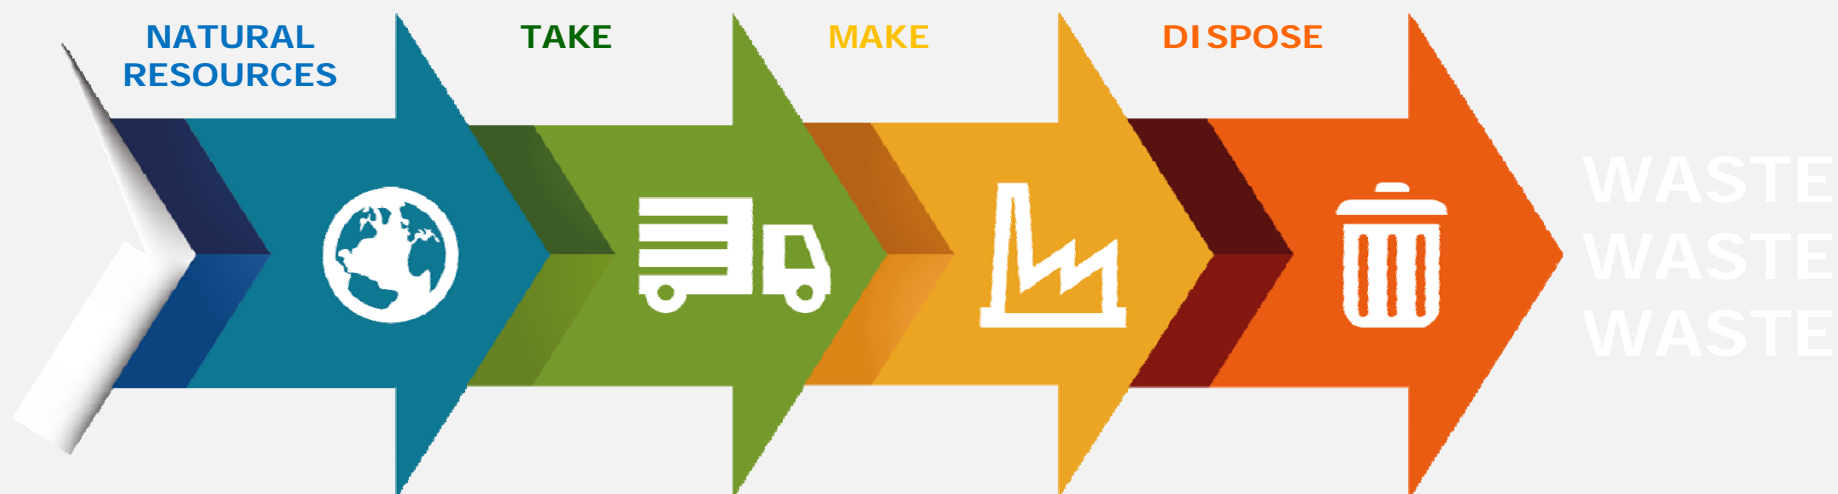 NATURAL
RESOURCES
TAKE
MAKE
DISPOSE
WASTE
WASTE
WASTE